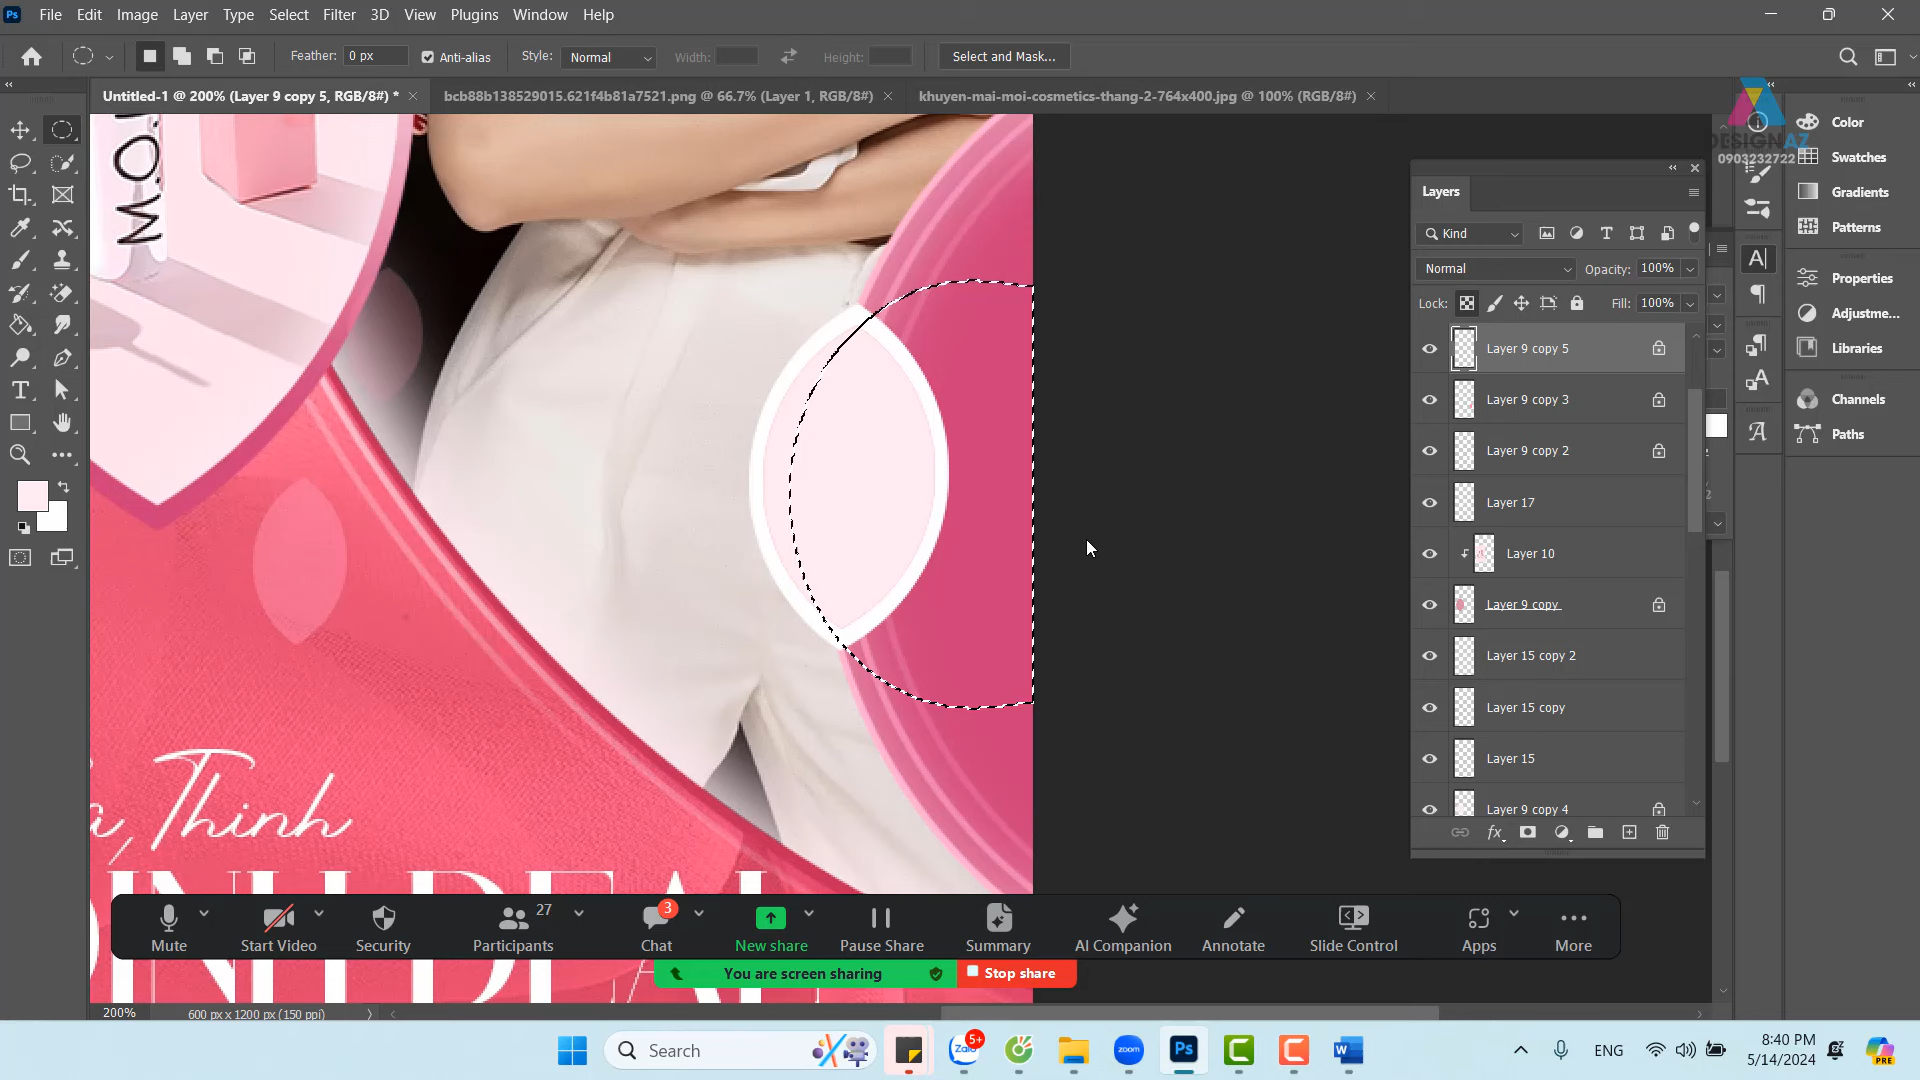 Ps File Edit Image Layer Type Select Filter 3D View Plugins Window Help
Feather: 0 px Anti-alias Style: Normal Width: Height: Select and Mask...
Untitled-1 @ 200% (Layer 9 copy 5, RGB/8#) * bcb88b138529015.621f4b81a7521.png @ 66.7% (Layer 1, RGB/8#) khuyen-mai-moi-cosmetics-thang-2-764x400.jpg @ 100% (RGB/8#)
DESIGNAZ
0903232722
Color
Swatches
Gradients
Patterns
Properties
Adjustme...
Libraries
Channels
Paths
Layers
Kind
Normal Opacity: 100%
Lock: Fill: 100%
Layer 9 copy 5
Layer 9 copy 3
Layer 9 copy 2
Layer 17
Layer 10
Layer 9 copy
Layer 15 copy 2
Layer 15 copy
Layer 15
Layer 9 copy 4
Thinh
27
3
Mute Start Video Security Participants Chat New share Pause Share Summary AI Companion Annotate Slide Control Apps More
You are screen sharing Stop share
200% 600 px x 1200 px (150 ppi)
Search
Zalo
5+
zoom
Ps
ENG
8:40 PM
5/14/2024
PRE